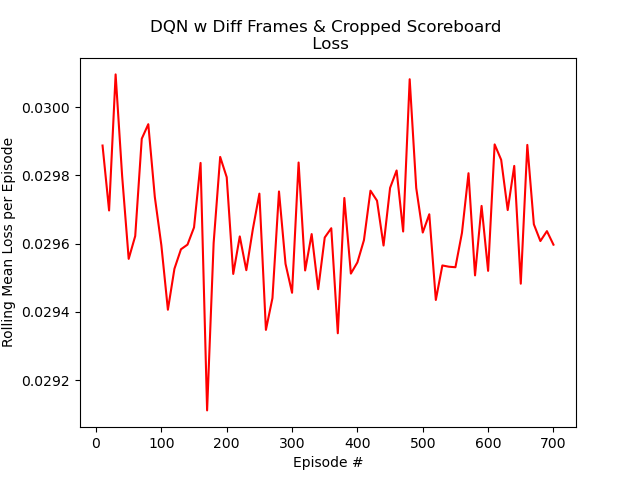 DQN w Diff Frames & Cropped Scoreboard
Loss
Rolling Mean Loss per Episode
0.0300
0.0298
0.0296
0.0294
0.0292
0 100 200 300 400 500 600 700
Episode #